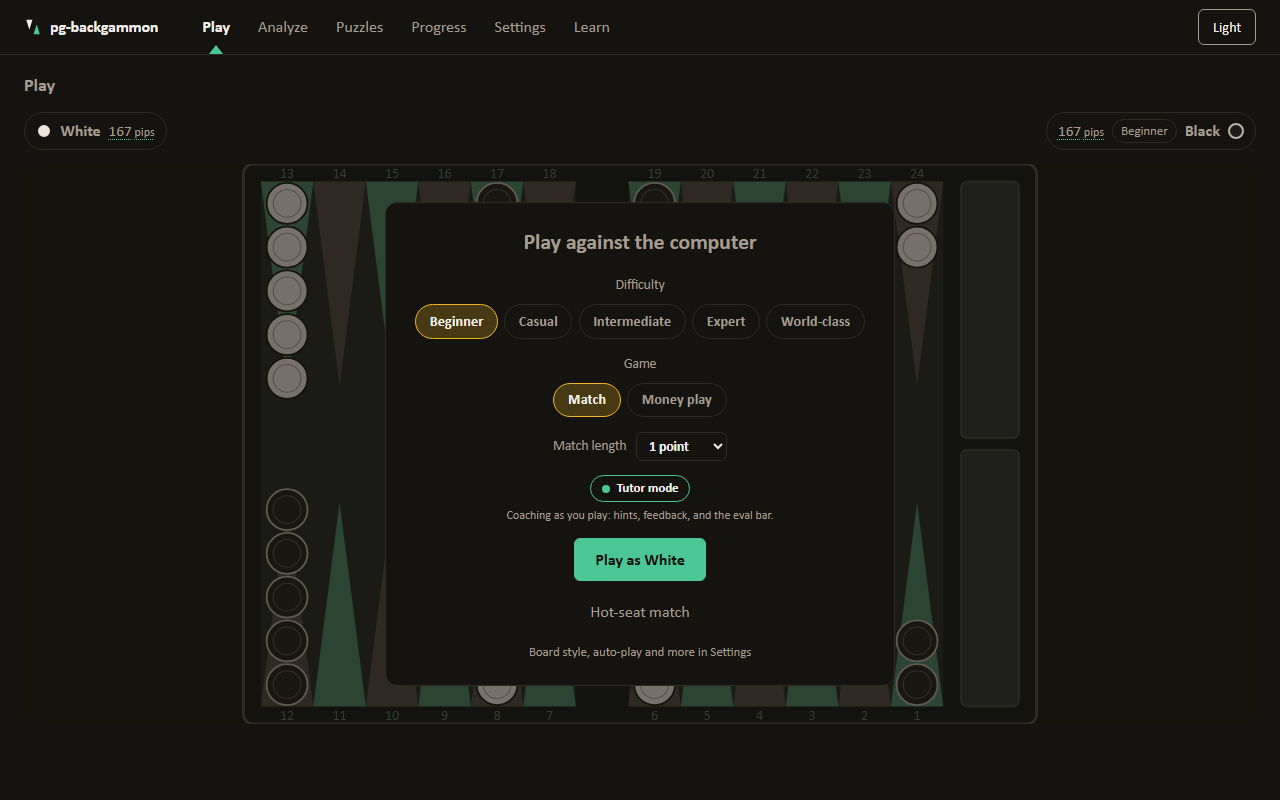 pg-backgammon Play Analyze Puzzles Progress Settings Learn Light
Play
White 167 pips 167 pips Beginner Black
13 14 15 16 17 18 19 20 21 22 23 24
Play against the computer
Difficulty
Beginner Casual Intermediate Expert World-class
Game
Match Money play
Match length 1 point
Tutor mode
Coaching as you play: hints, feedback, and the eval bar.
Play as White
Hot-seat match
Board style, auto-play and more in Settings
12 11 10 9 8 7 6 5 4 3 2 1